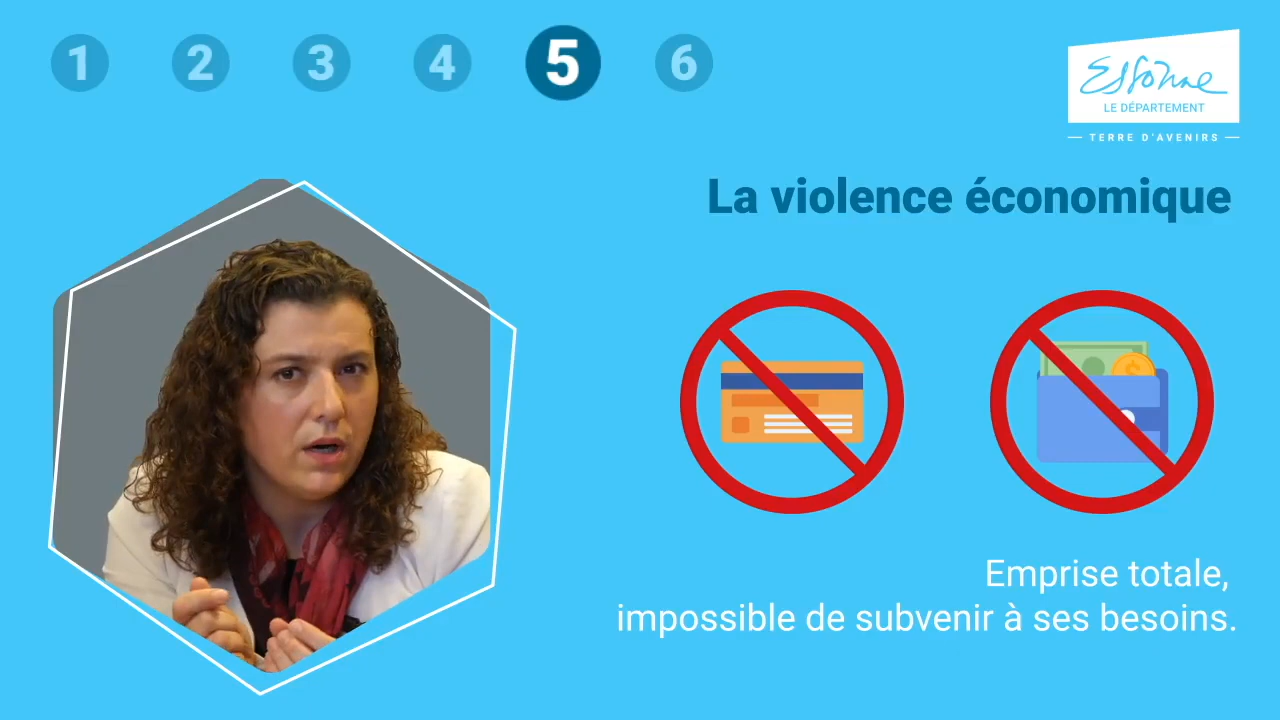 1 2 3 4 5 6
Essonne
LE DÉPARTEMENT
TERRE D'AVENIRS
La violence économique
Emprise totale,
impossible de subvenir à ses besoins.